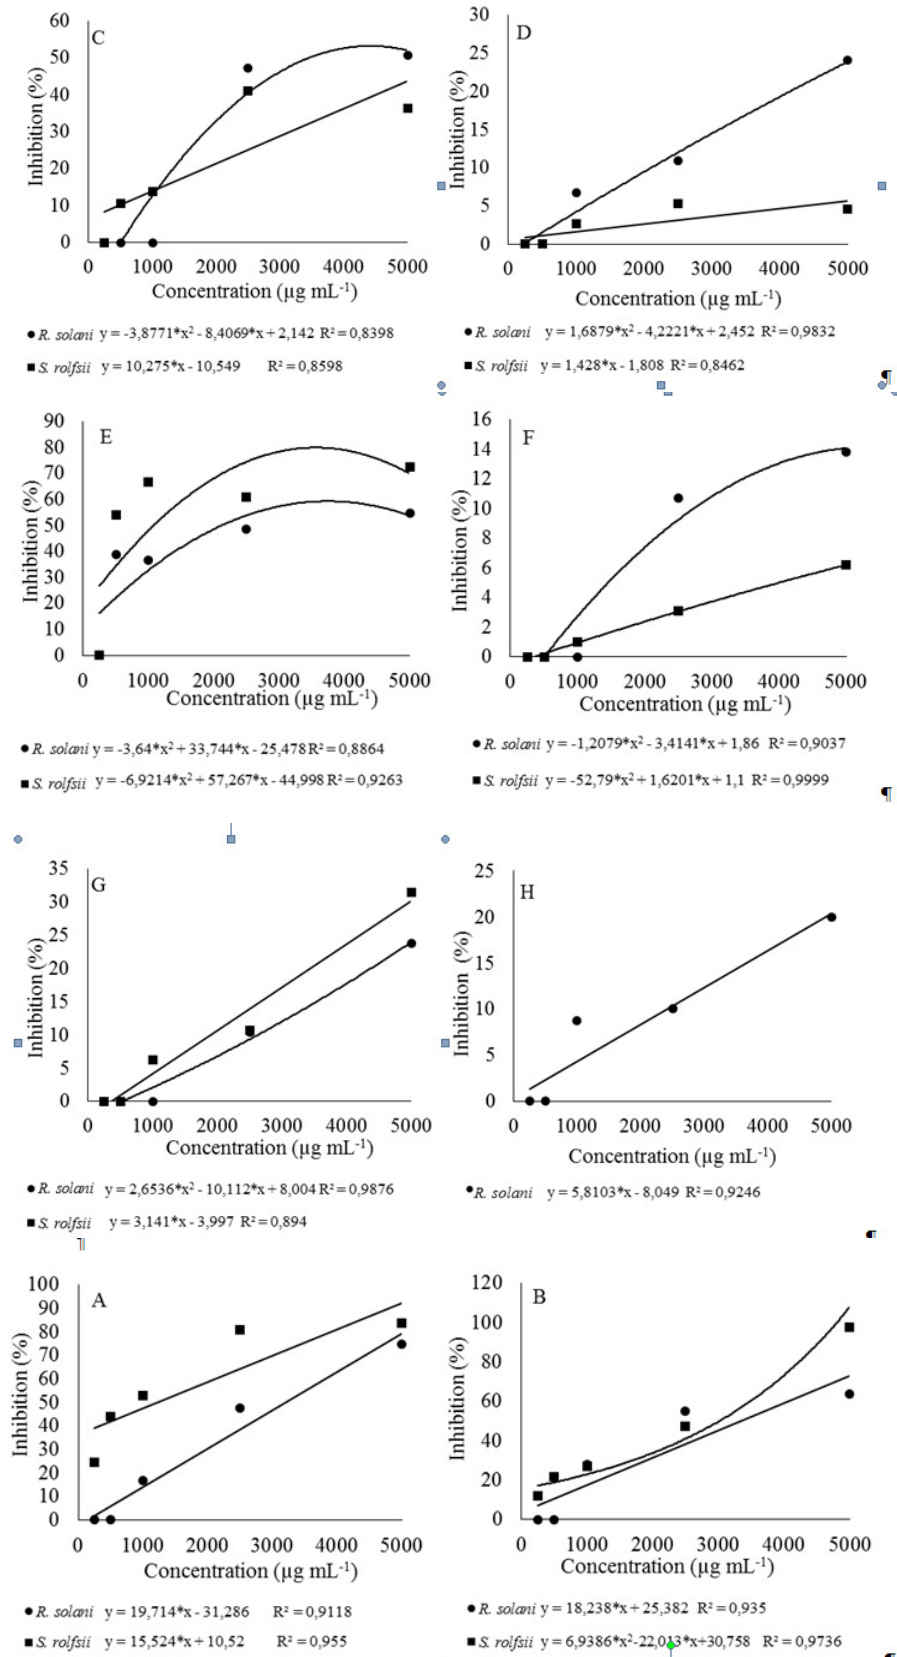 C
60
50
40
30
20
10
0
Inhibition (%)
0 1000 2000 3000 4000 5000
Concentration (µg mL-1)
● R. solani y = -3,8771*x2 - 8,4069*x + 2,142 R2 = 0,8398
■ S. rolfsii y = 10,275*x - 10,549 R2 = 0,8598
D
30
25
20
15
10
5
0
Inhibition (%)
0 1000 2000 3000 4000 5000
Concentration (µg mL-1)
● R. solani y = 1,6879*x2 - 4,2221*x + 2,452 R2 = 0,9832
■ S. rolfsii y = 1,428*x - 1,808 R2 = 0,8462
¶
E
90
80
70
60
50
40
30
20
10
0
Inhibition (%)
0 1000 2000 3000 4000 5000
Concentration (µg mL-1)
● R. solani y = -3,64*x2 + 33,744*x - 25,478 R2 = 0,8864
■ S. rolfsii y = -6,9214*x2 + 57,267*x - 44,998 R2 = 0,9263
F
16
14
12
10
8
6
4
2
0
Inhibition (%)
0 1000 2000 3000 4000 5000
Concentration (µg mL-1)
● R. solani y = -1,2079*x2 - 3,4141*x + 1,86 R2 = 0,9037
■ S. rolfsii y = -52,79*x2 + 1,6201*x + 1,1 R2 = 0,9999
¶
G
35
30
25
20
15
10
5
0
Inhibition (%)
0 1000 2000 3000 4000 5000
Concentration (µg mL-1)
● R. solani y = 2,6536*x2 - 10,112*x + 8,004 R2 = 0,9876
■ S. rolfsii y = 3,141*x - 3,997 R2 = 0,894
H
25
20
15
10
5
0
Inhibition (%)
0 1000 2000 3000 4000 5000
Concentration (µg mL-1)
● R. solani y = 5,8103*x - 8,049 R2 = 0,9246
A
100
90
80
70
60
50
40
30
20
10
0
Inhibition (%)
0 1000 2000 3000 4000 5000
Concentration (µg mL-1)
● R. solani y = 19,714*x - 31,286 R2 = 0,9118
■ S. rolfsii y = 15,524*x + 10,52 R2 = 0,955
B
120
100
80
60
40
20
0
Inhibition (%)
0 1000 2000 3000 4000 5000
Concentration (µg mL-1)
● R. solani y = 18,238*x + 25,382 R2 = 0,935
■ S. rolfsii y = 6,9386*x2-22,013*x+30,758 R2 = 0,9736